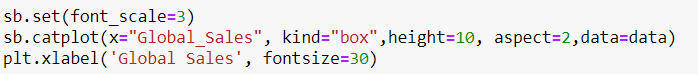 sb.set(font_scale=3)
sb.catplot(x="Global_Sales", kind="box",height=10, aspect=2,data=data)
plt.xlabel('Global Sales', fontsize=30)